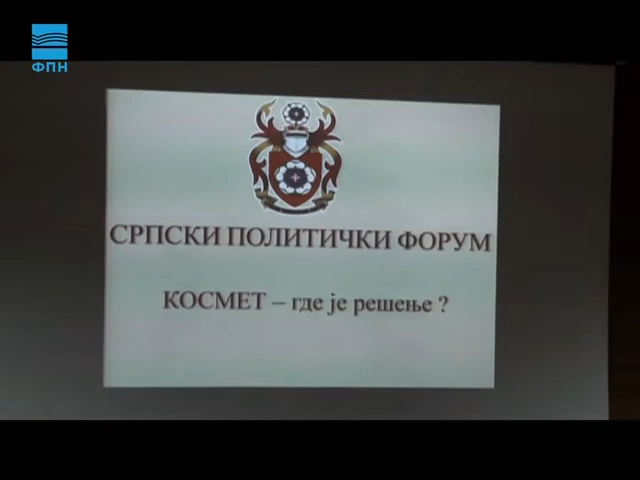 ФПН
СРПСКИ ПОЛИТИЧКИ ФОРУМ
КОСМЕТ – где је решење ?